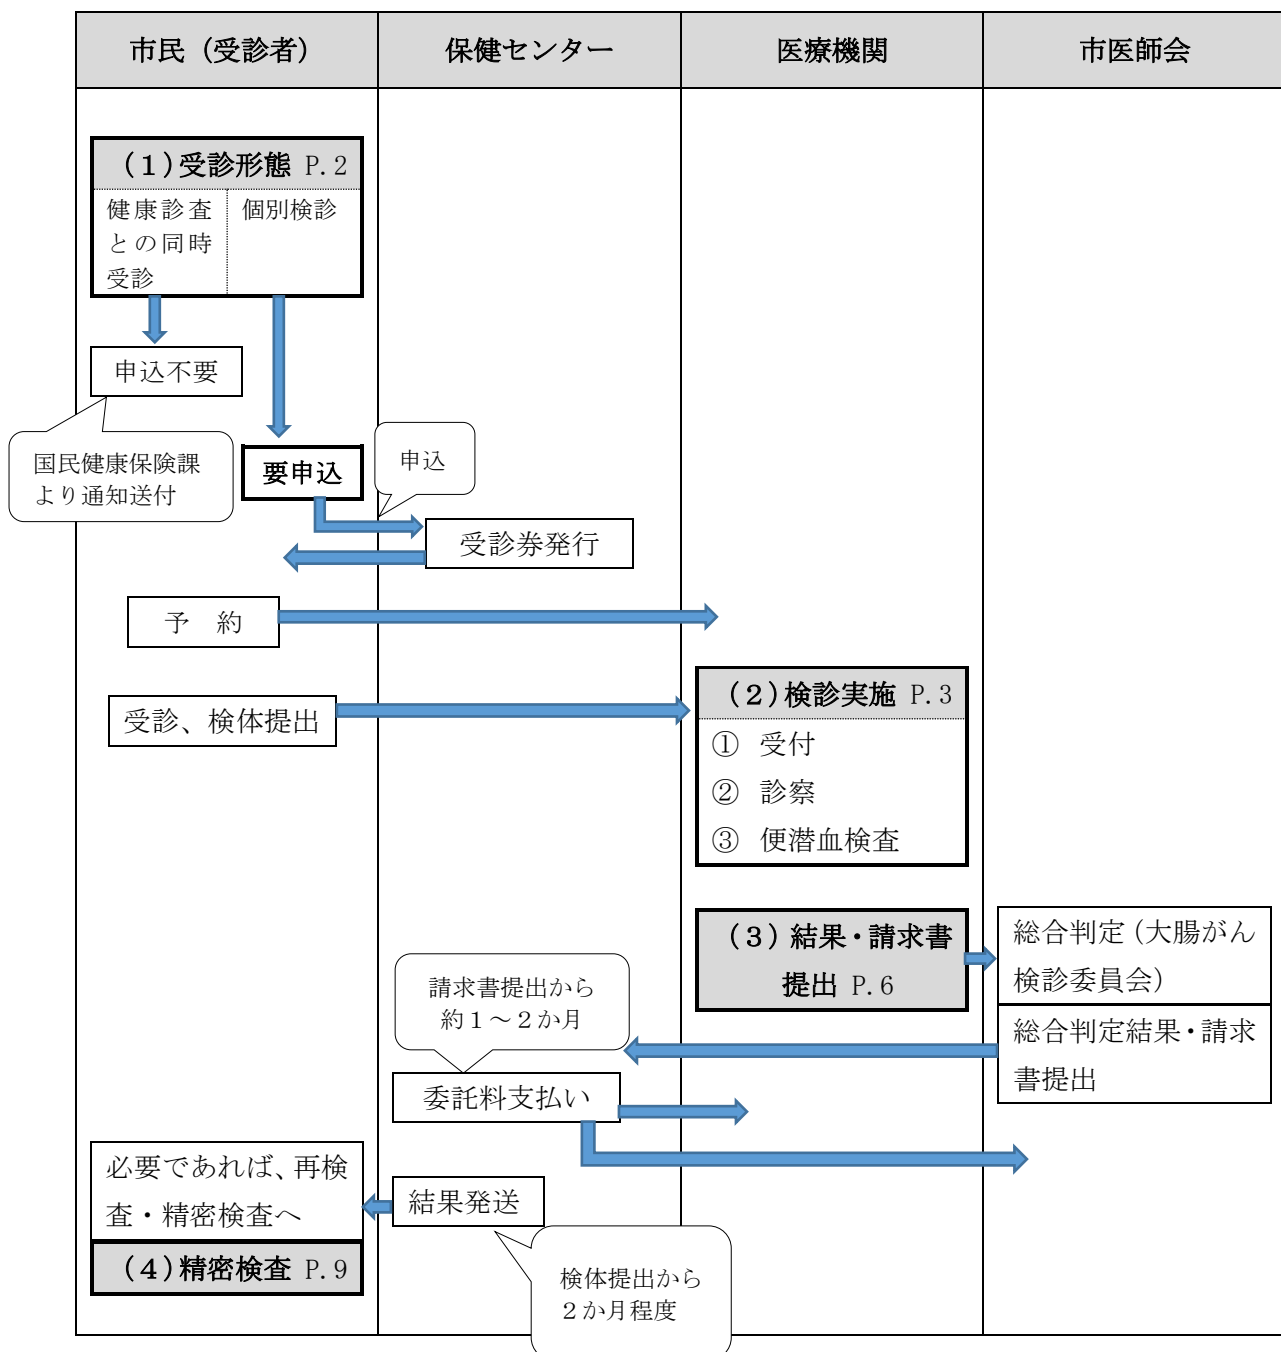 市民（受診者）
保健センター
医療機関
市医師会
（１）受診形態 P.2
健康診査
との同時
受診
個別検診
申込不要
国民健康保険課
より通知送付
要申込
申込
受診券発行
予　約
受診、検体提出
（２）検診実施 P.3
① 受付
② 診察
③ 便潜血検査
（３）結果・請求書
提出 P.6
総合判定（大腸がん
検診委員会）
総合判定結果・請求
書提出
請求書提出から
約１～２か月
委託料支払い
必要であれば、再検
査・精密検査へ
（４）精密検査 P.9
結果発送
検体提出から
２か月程度